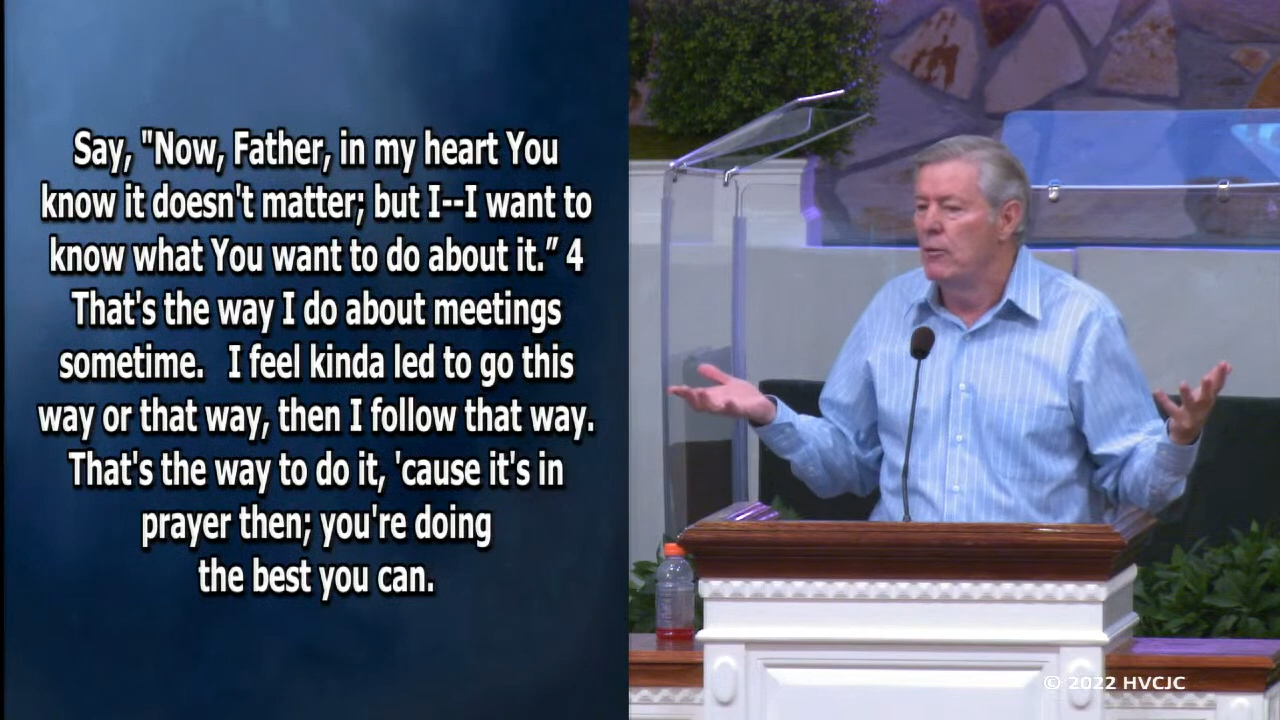 Say, "Now, Father, in my heart You
know it doesn't matter; but I--I want to
know what You want to do about it.” 4
That's the way I do about meetings
sometime.   I feel kinda led to go this
way or that way, then I follow that way.
That's the way to do it, 'cause it's in
prayer then; you're doing
the best you can.
© 2022 HVCJC